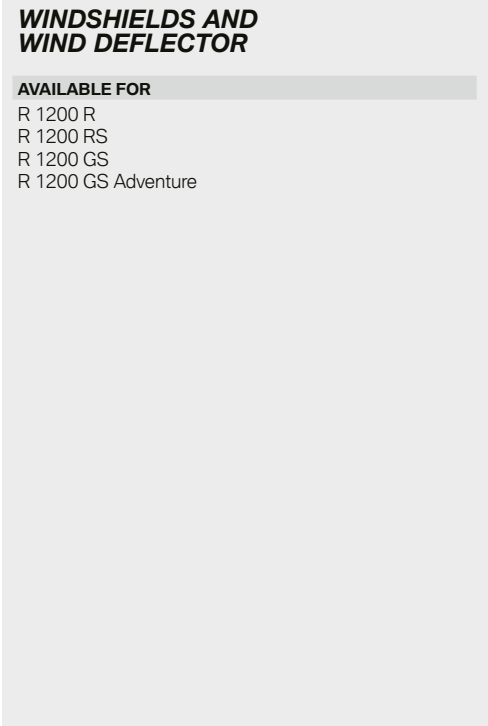 WINDSHIELDS AND
WIND DEFLECTOR
AVAILABLE FOR
R 1200 R
R 1200 RS
R 1200 GS
R 1200 GS Adventure